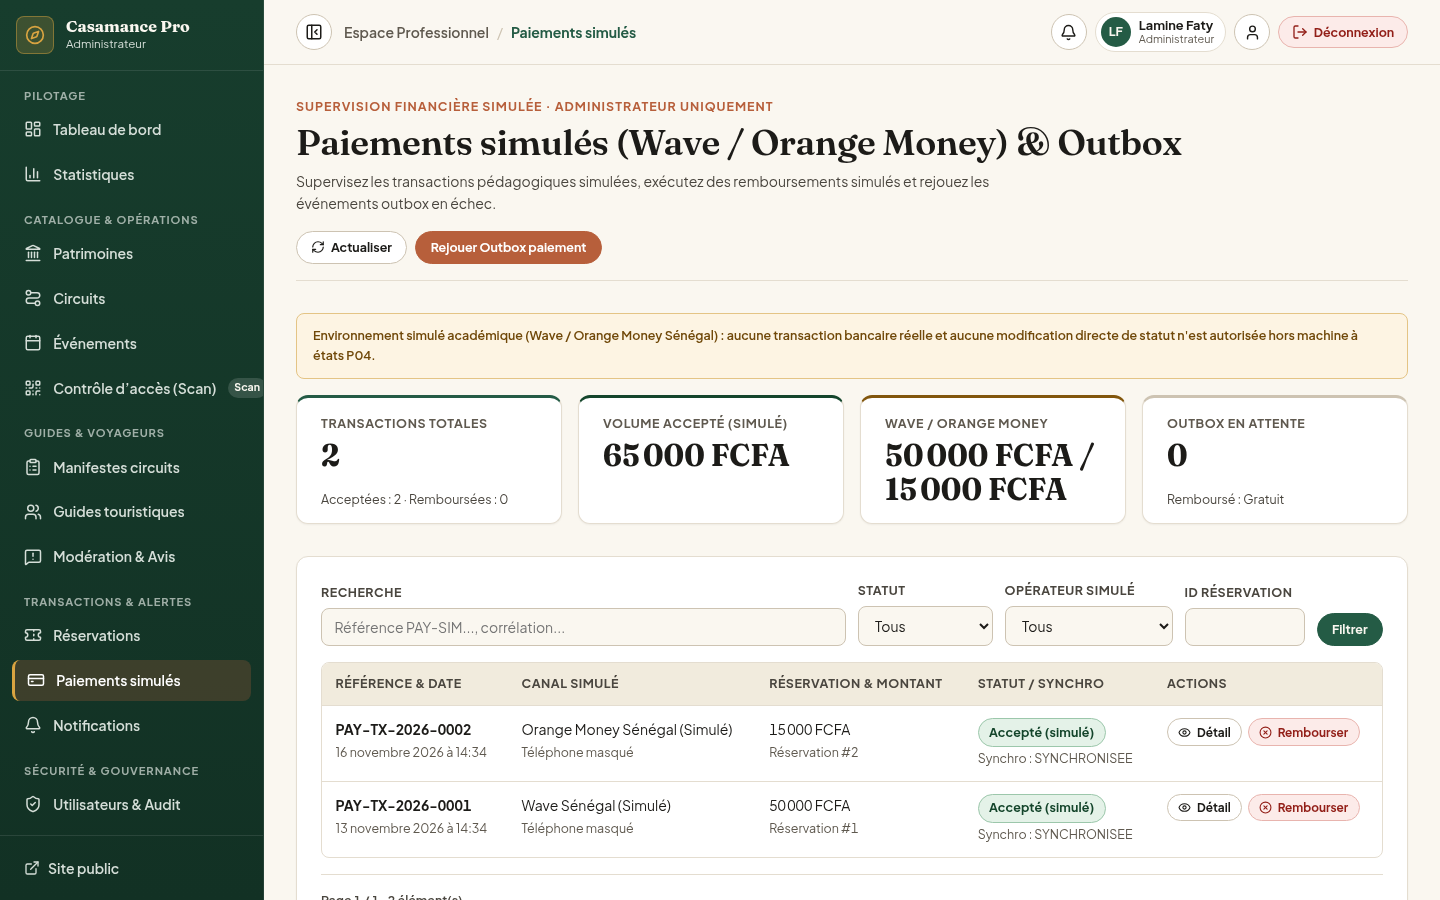 Casamance Pro
Administrateur
PILOTAGE
Tableau de bord
Statistiques
CATALOGUE & OPÉRATIONS
Patrimoines
Circuits
Événements
Contrôle d’accès (Scan)
Scan
GUIDES & VOYAGEURS
Manifestes circuits
Guides touristiques
Modération & Avis
TRANSACTIONS & ALERTES
Réservations
Paiements simulés
Notifications
SÉCURITÉ & GOUVERNANCE
Utilisateurs & Audit
Site public
Espace Professionnel / Paiements simulés
LF
Lamine Faty
Administrateur
Déconnexion
SUPERVISION FINANCIÈRE SIMULÉE · ADMINISTRATEUR UNIQUEMENT
Paiements simulés (Wave / Orange Money) & Outbox
Supervisez les transactions pédagogiques simulées, exécutez des remboursements simulés et rejouez les
événements outbox en échec.
Actualiser
Rejouer Outbox paiement
Environnement simulé académique (Wave / Orange Money Sénégal) : aucune transaction bancaire réelle et aucune modification directe de statut n'est autorisée hors machine à
états P04.
TRANSACTIONS TOTALES
2
Acceptées : 2 · Remboursées : 0
VOLUME ACCEPTÉ (SIMULÉ)
65 000 FCFA
WAVE / ORANGE MONEY
50 000 FCFA /
15 000 FCFA
OUTBOX EN ATTENTE
0
Remboursé : Gratuit
RECHERCHE
Référence PAY-SIM..., corrélation...
STATUT
Tous
OPÉRATEUR SIMULÉ
Tous
ID RÉSERVATION
Filtrer
RÉFÉRENCE & DATE CANAL SIMULÉ RÉSERVATION & MONTANT STATUT / SYNCHRO ACTIONS
PAY-TX-2026-0002 Orange Money Sénégal (Simulé) 15 000 FCFA Accepté (simulé) Détail Rembourser
16 novembre 2026 à 14:34 Téléphone masqué Réservation #2 Synchro : SYNCHRONISEE
PAY-TX-2026-0001 Wave Sénégal (Simulé) 50 000 FCFA Accepté (simulé) Détail Rembourser
13 novembre 2026 à 14:34 Téléphone masqué Réservation #1 Synchro : SYNCHRONISEE
Page 1 / 1 · 2 élément(s)